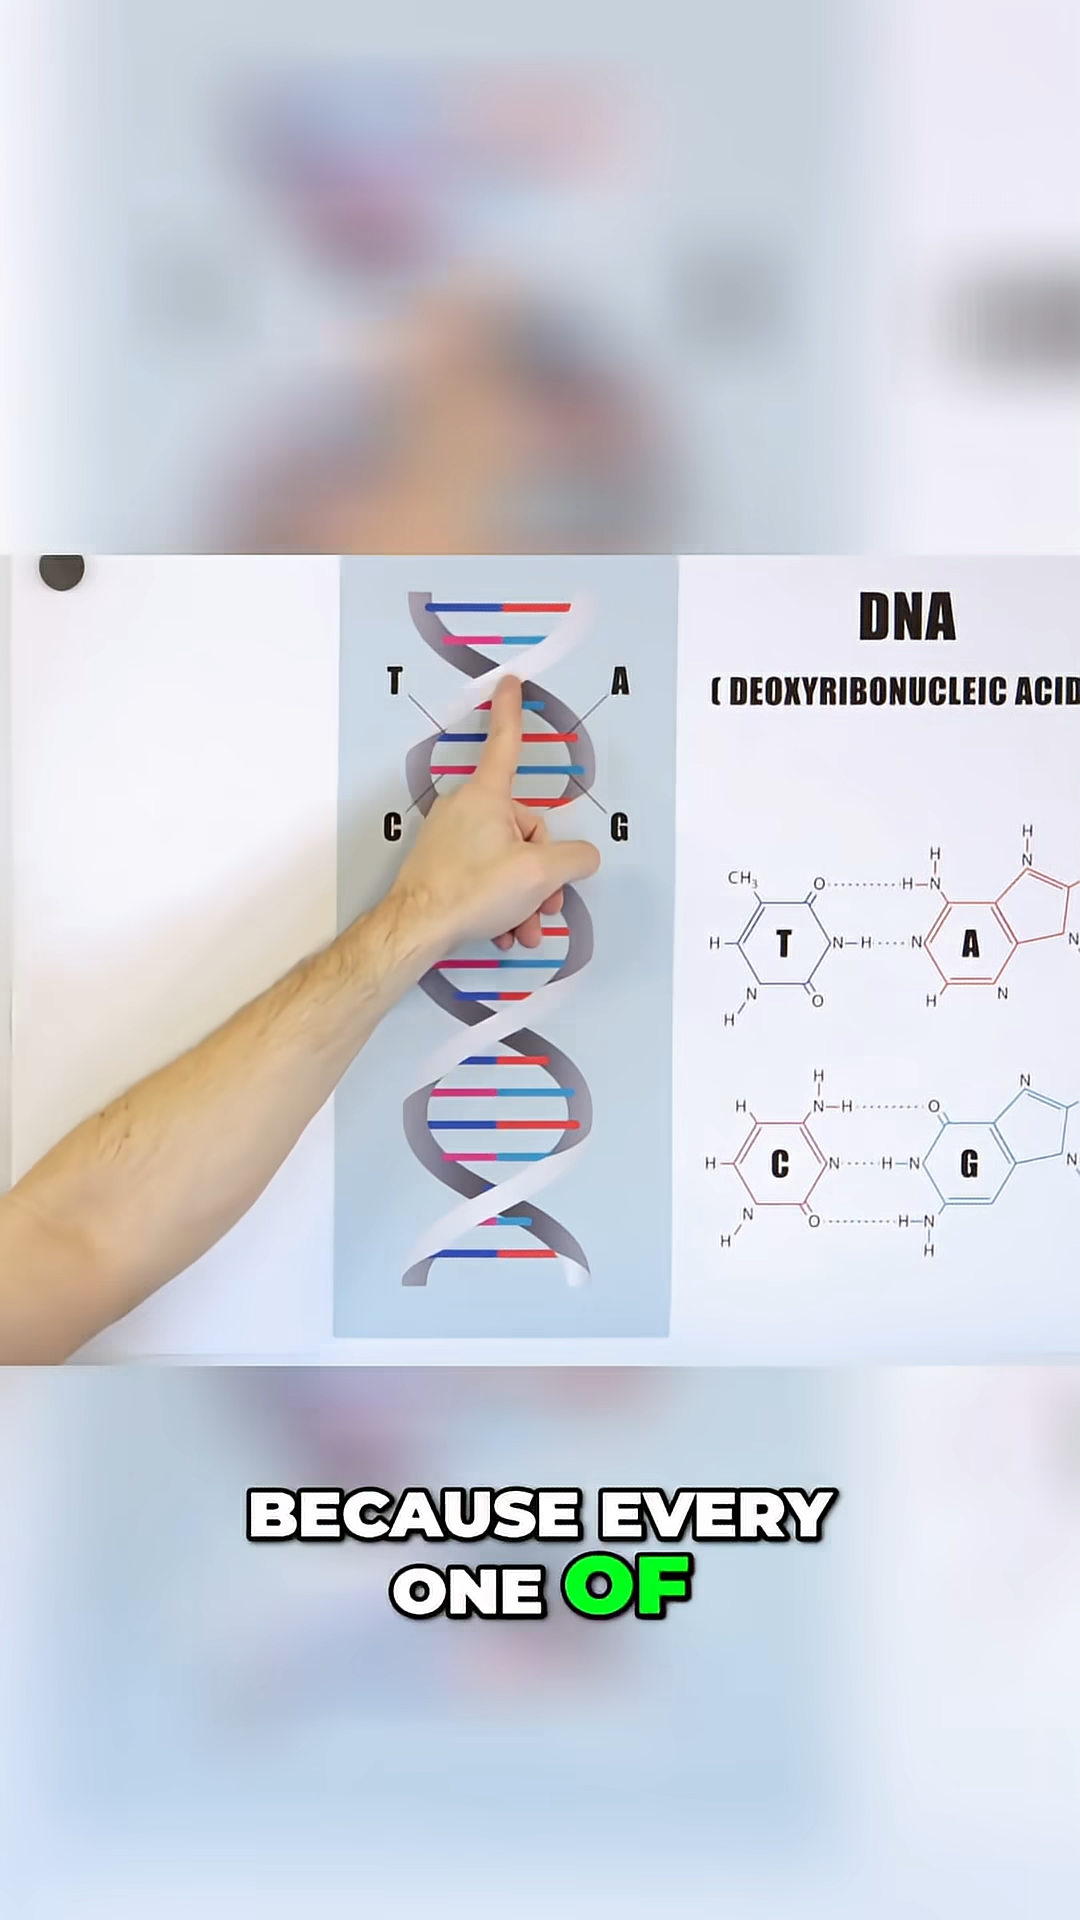 DNA
( DEOXYRIBONUCLEIC ACID
T A
C G
CH₃ O H N H N H
H T N H N A N
N O H N
H
H
H N H O N
H C N H N G N
N O H N
H H
BECAUSE EVERY
ONE OF